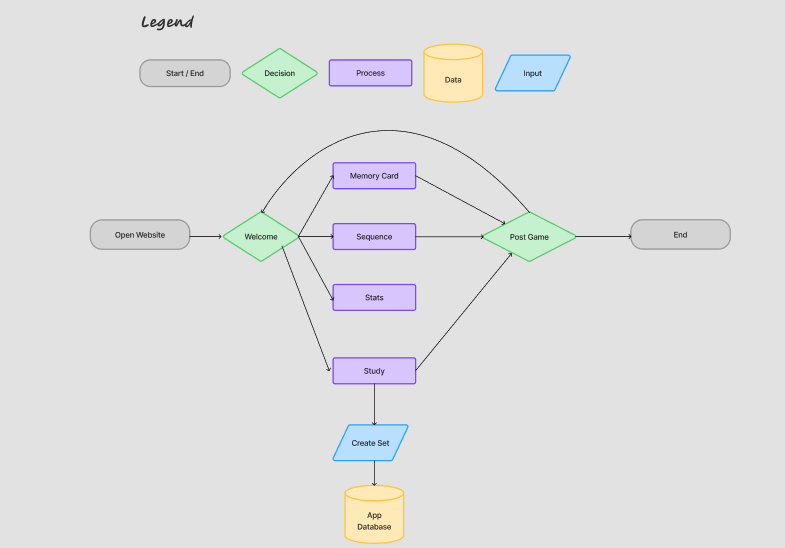 Legend
Start / End
Decision
Process
Data
Input
Memory Card
Open Website
Welcome
Sequence
Post Game
End
Stats
Study
Create Set
App
Database